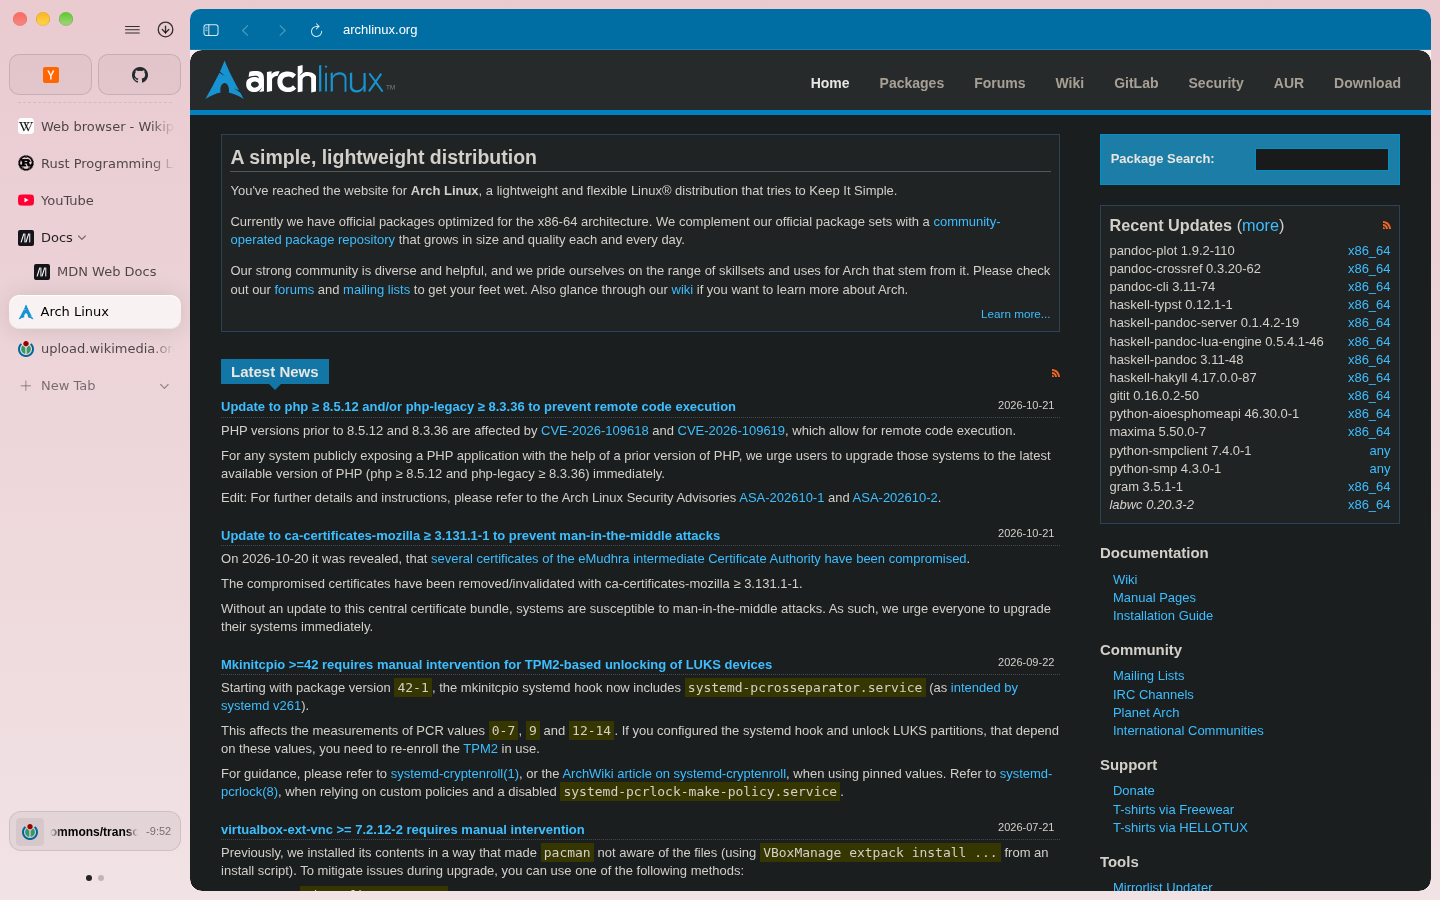 archlinux.org
Web browser - Wikip
Rust Programming L
YouTube
Docs
MDN Web Docs
Arch Linux
upload.wikimedia.or
New Tab
ommons/transc -9:52
archlinux™
Home Packages Forums Wiki GitLab Security AUR Download
A simple, lightweight distribution
You've reached the website for Arch Linux, a lightweight and flexible Linux® distribution that tries to Keep It Simple.
Currently we have official packages optimized for the x86-64 architecture. We complement our official package sets with a community-
operated package repository that grows in size and quality each and every day.
Our strong community is diverse and helpful, and we pride ourselves on the range of skillsets and uses for Arch that stem from it. Please check
out our forums and mailing lists to get your feet wet. Also glance through our wiki if you want to learn more about Arch.
Learn more...
Latest News
Update to php ≥ 8.5.12 and/or php-legacy ≥ 8.3.36 to prevent remote code execution 2026-10-21
PHP versions prior to 8.5.12 and 8.3.36 are affected by CVE-2026-109618 and CVE-2026-109619, which allow for remote code execution.
For any system publicly exposing a PHP application with the help of a prior version of PHP, we urge users to upgrade those systems to the latest
available version of PHP (php ≥ 8.5.12 and php-legacy ≥ 8.3.36) immediately.
Edit: For further details and instructions, please refer to the Arch Linux Security Advisories ASA-202610-1 and ASA-202610-2.
Update to ca-certificates-mozilla ≥ 3.131.1-1 to prevent man-in-the-middle attacks 2026-10-21
On 2026-10-20 it was revealed, that several certificates of the eMudhra intermediate Certificate Authority have been compromised.
The compromised certificates have been removed/invalidated with ca-certificates-mozilla ≥ 3.131.1-1.
Without an update to this central certificate bundle, systems are susceptible to man-in-the-middle attacks. As such, we urge everyone to upgrade
their systems immediately.
Mkinitcpio >=42 requires manual intervention for TPM2-based unlocking of LUKS devices 2026-09-22
Starting with package version 42-1, the mkinitcpio systemd hook now includes systemd-pcrosseparator.service (as intended by
systemd v261).
This affects the measurements of PCR values 0-7, 9 and 12-14. If you configured the systemd hook and unlock LUKS partitions, that depend
on these values, you need to re-enroll the TPM2 in use.
For guidance, please refer to systemd-cryptenroll(1), or the ArchWiki article on systemd-cryptenroll, when using pinned values. Refer to systemd-
pcrlock(8), when relying on custom policies and a disabled systemd-pcrlock-make-policy.service.
virtualbox-ext-vnc >= 7.2.12-2 requires manual intervention 2026-07-21
Previously, we installed its contents in a way that made pacman not aware of the files (using VBoxManage extpack install ... from an
install script). To mitigate issues during upgrade, you can use one of the following methods:
Package Search:
Recent Updates (more)
pandoc-plot 1.9.2-110 x86_64
pandoc-crossref 0.3.20-62 x86_64
pandoc-cli 3.11-74 x86_64
haskell-typst 0.12.1-1 x86_64
haskell-pandoc-server 0.1.4.2-19 x86_64
haskell-pandoc-lua-engine 0.5.4.1-46 x86_64
haskell-pandoc 3.11-48 x86_64
haskell-hakyll 4.17.0.0-87 x86_64
gitit 0.16.0.2-50 x86_64
python-aioesphomeapi 46.30.0-1 x86_64
maxima 5.50.0-7 x86_64
python-smpclient 7.4.0-1 any
python-smp 4.3.0-1 any
gram 3.5.1-1 x86_64
labwc 0.20.3-2 x86_64
Documentation
Wiki
Manual Pages
Installation Guide
Community
Mailing Lists
IRC Channels
Planet Arch
International Communities
Support
Donate
T-shirts via Freewear
T-shirts via HELLOTUX
Tools
Mirrorlist Updater